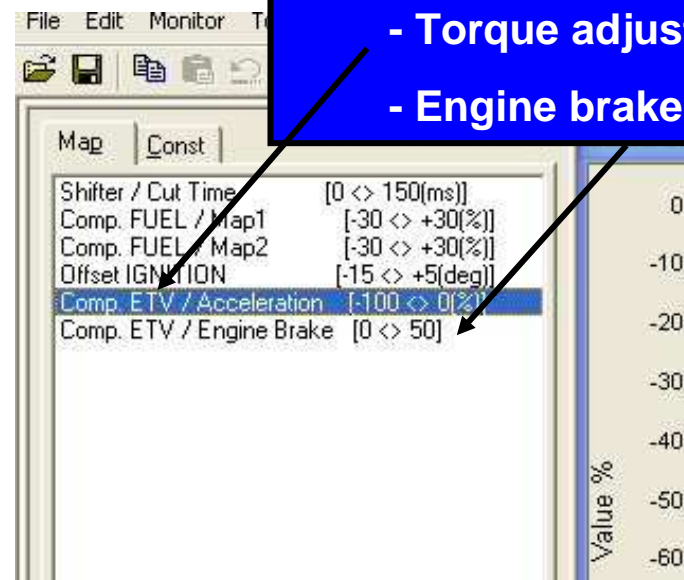 File Edit Monitor
- Torque adjus
- Engine brake
Map Const
Shifter / Cut Time [0 <> 150(ms)]
Comp. FUEL / Map1 [-30 <> +30(%)]
Comp. FUEL / Map2 [-30 <> +30(%)]
Offset IGNITION [-15 <> +5(deg)]
Comp. ETV / Acceleration [-100 <> 0(%)]
Comp. ETV / Engine Brake [0 <> 50]
0
-10
-20
-30
-40
-50
-60
Value %